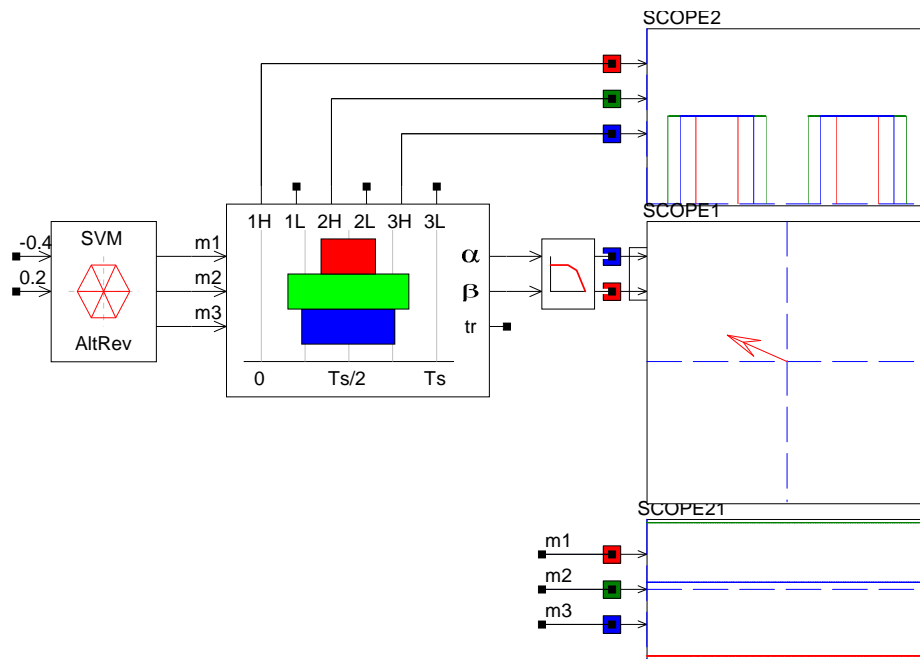 SCOPE2
1H 1L 2H 2L 3H 3L
SCOPE1
-0.4
0.2
SVM
AltRev
m1
m2
m3
α
β
tr
0 Ts/2 Ts
SCOPE21
m1
m2
m3